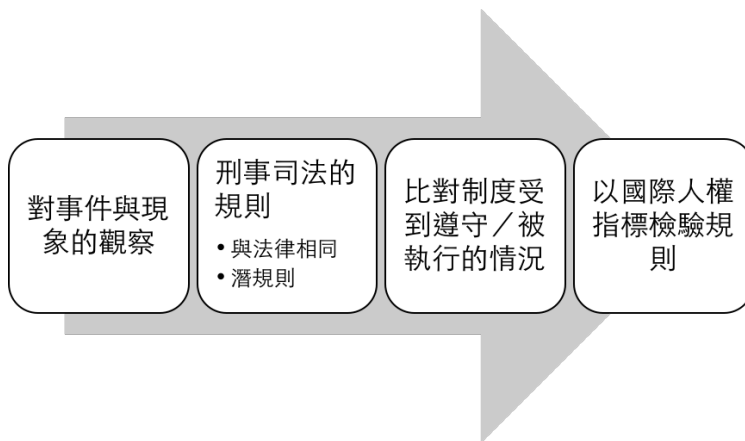 對事件與現
象的觀察
刑事司法的
規則
• 與法律相同
• 潛規則
比對制度受
到遵守／被
執行的情況
以國際人權
指標檢驗規
則